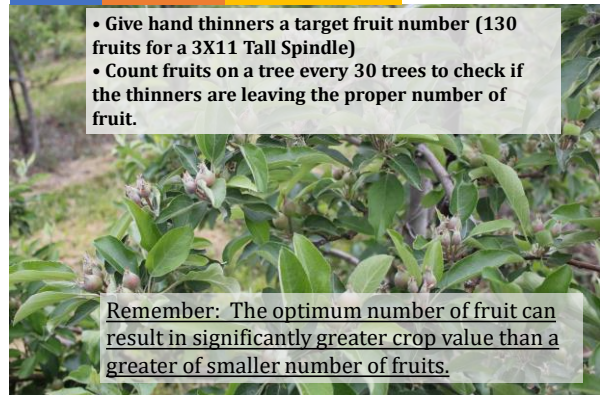 • Give hand thinners a target fruit number (130
fruits for a 3X11 Tall Spindle)
• Count fruits on a tree every 30 trees to check if
the thinners are leaving the proper number of
fruit.
Remember:  The optimum number of fruit can
result in significantly greater crop value than a
greater of smaller number of fruits.